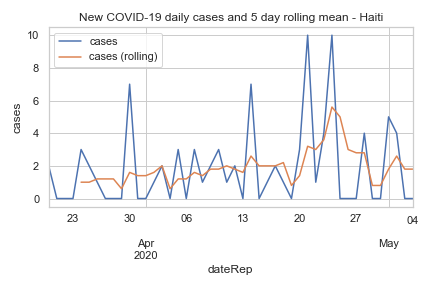 New COVID-19 daily cases and 5 day rolling mean - Haiti
cases
cases (rolling)
10
8
6
4
2
0
cases
23 30 06 13 20 27 04
Apr May
2020
dateRep